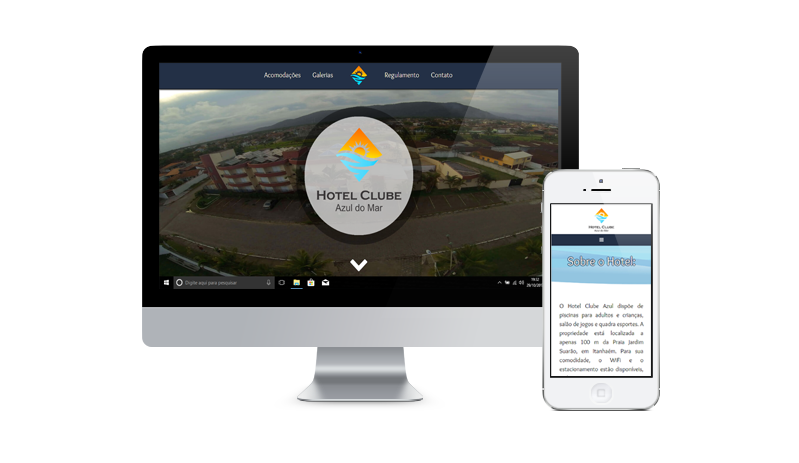 Acomodações Galerias Regulamento Contato
HOTEL CLUBE
Azul do Mar
Digite aqui para pesquisar
HOTEL CLUBE
Azul do Mar
Sobre o Hotel:
O Hotel Clube Azul dispõe de
piscinas para adultos e crianças,
salão de jogos e quadra esportes. A
propriedade está localizada a
apenas 100 m da Praia Jardim
Suarão, em Itanhaém. Para sua
comodidade, o WiFi e o
estacionamento estão disponíveis,